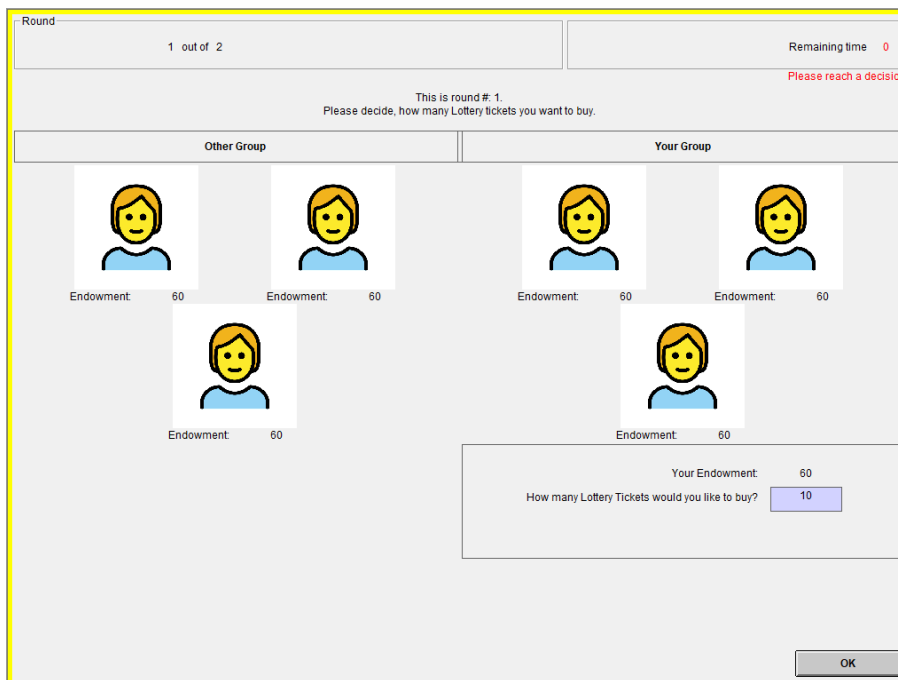 Round
1 out of 2
Remaining time 0
Please reach a decisio
This is round #: 1.
Please decide, how many Lottery tickets you want to buy.
Other Group
Your Group
Endowment: 60
Endowment: 60
Endowment: 60
Endowment: 60
Endowment: 60
Endowment: 60
Your Endowment: 60
How many Lottery Tickets would you like to buy? 10
OK